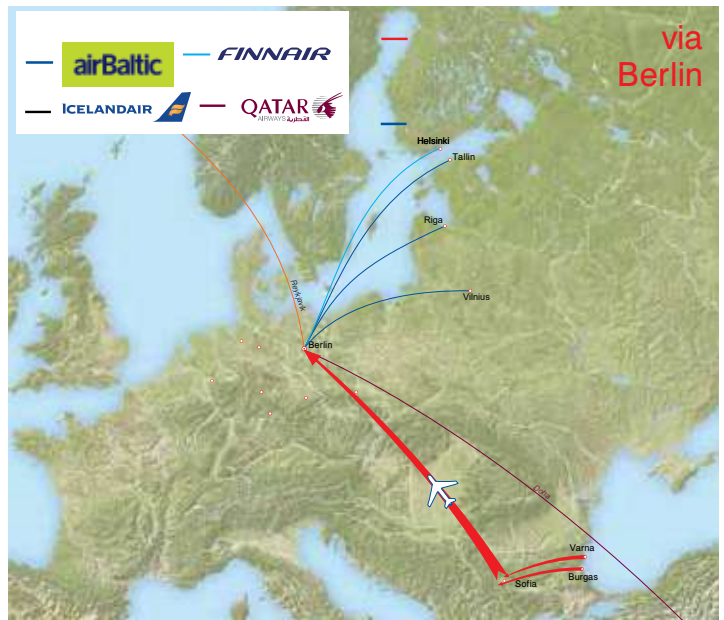 airBaltic
FINNAIR
ICELANDAIR
QATAR
AIRWAYS القطرية
via
Berlin
Helsinki
Tallin
Riga
Reykjavik
Vilnius
Berlin
Doha
Varna
Burgas
Sofia